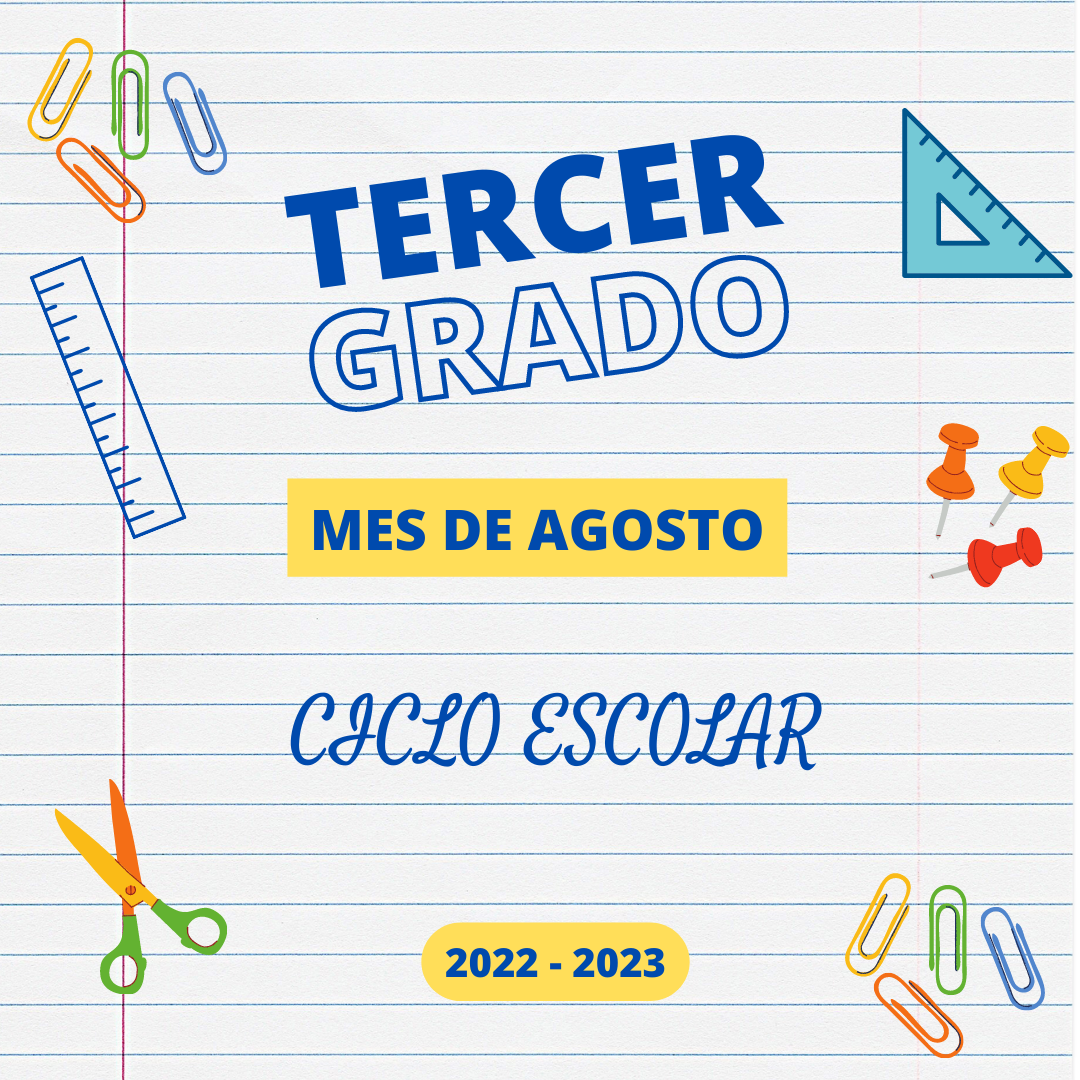 TERCER
GRADO
MES DE AGOSTO
CICLO ESCOLAR
2022 - 2023